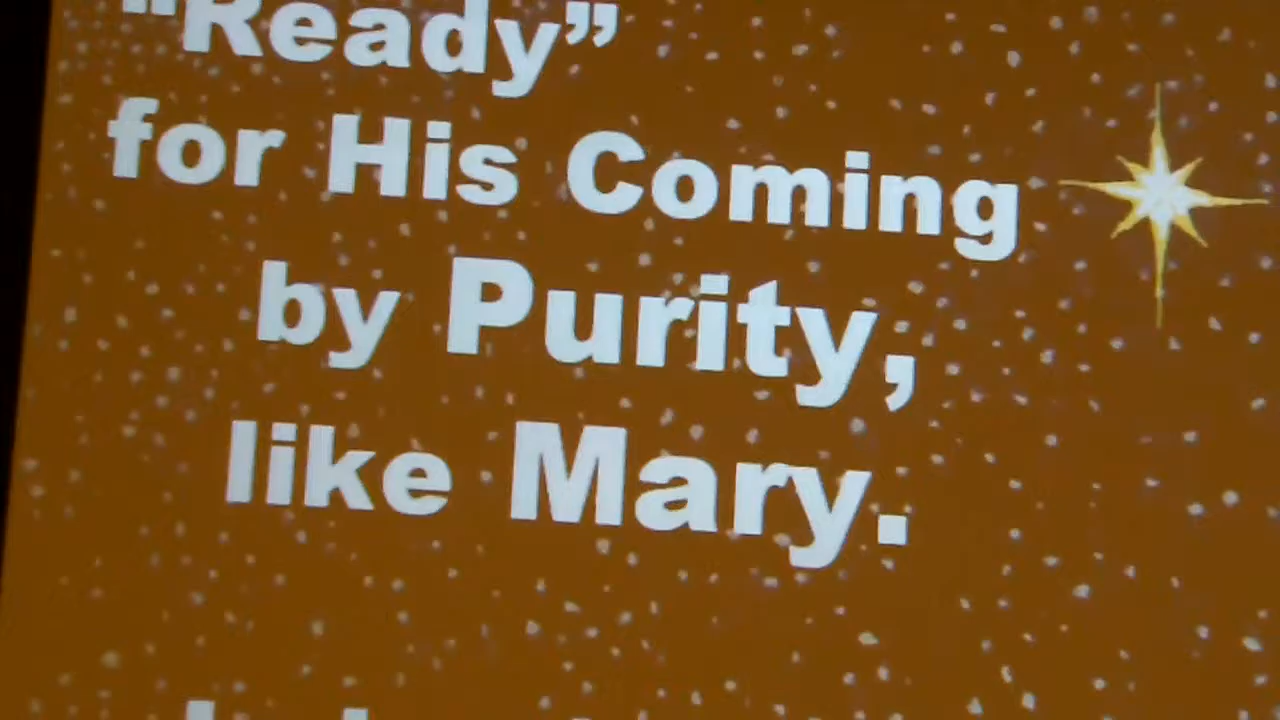 "Ready”
for His Coming
by Purity,
like Mary.